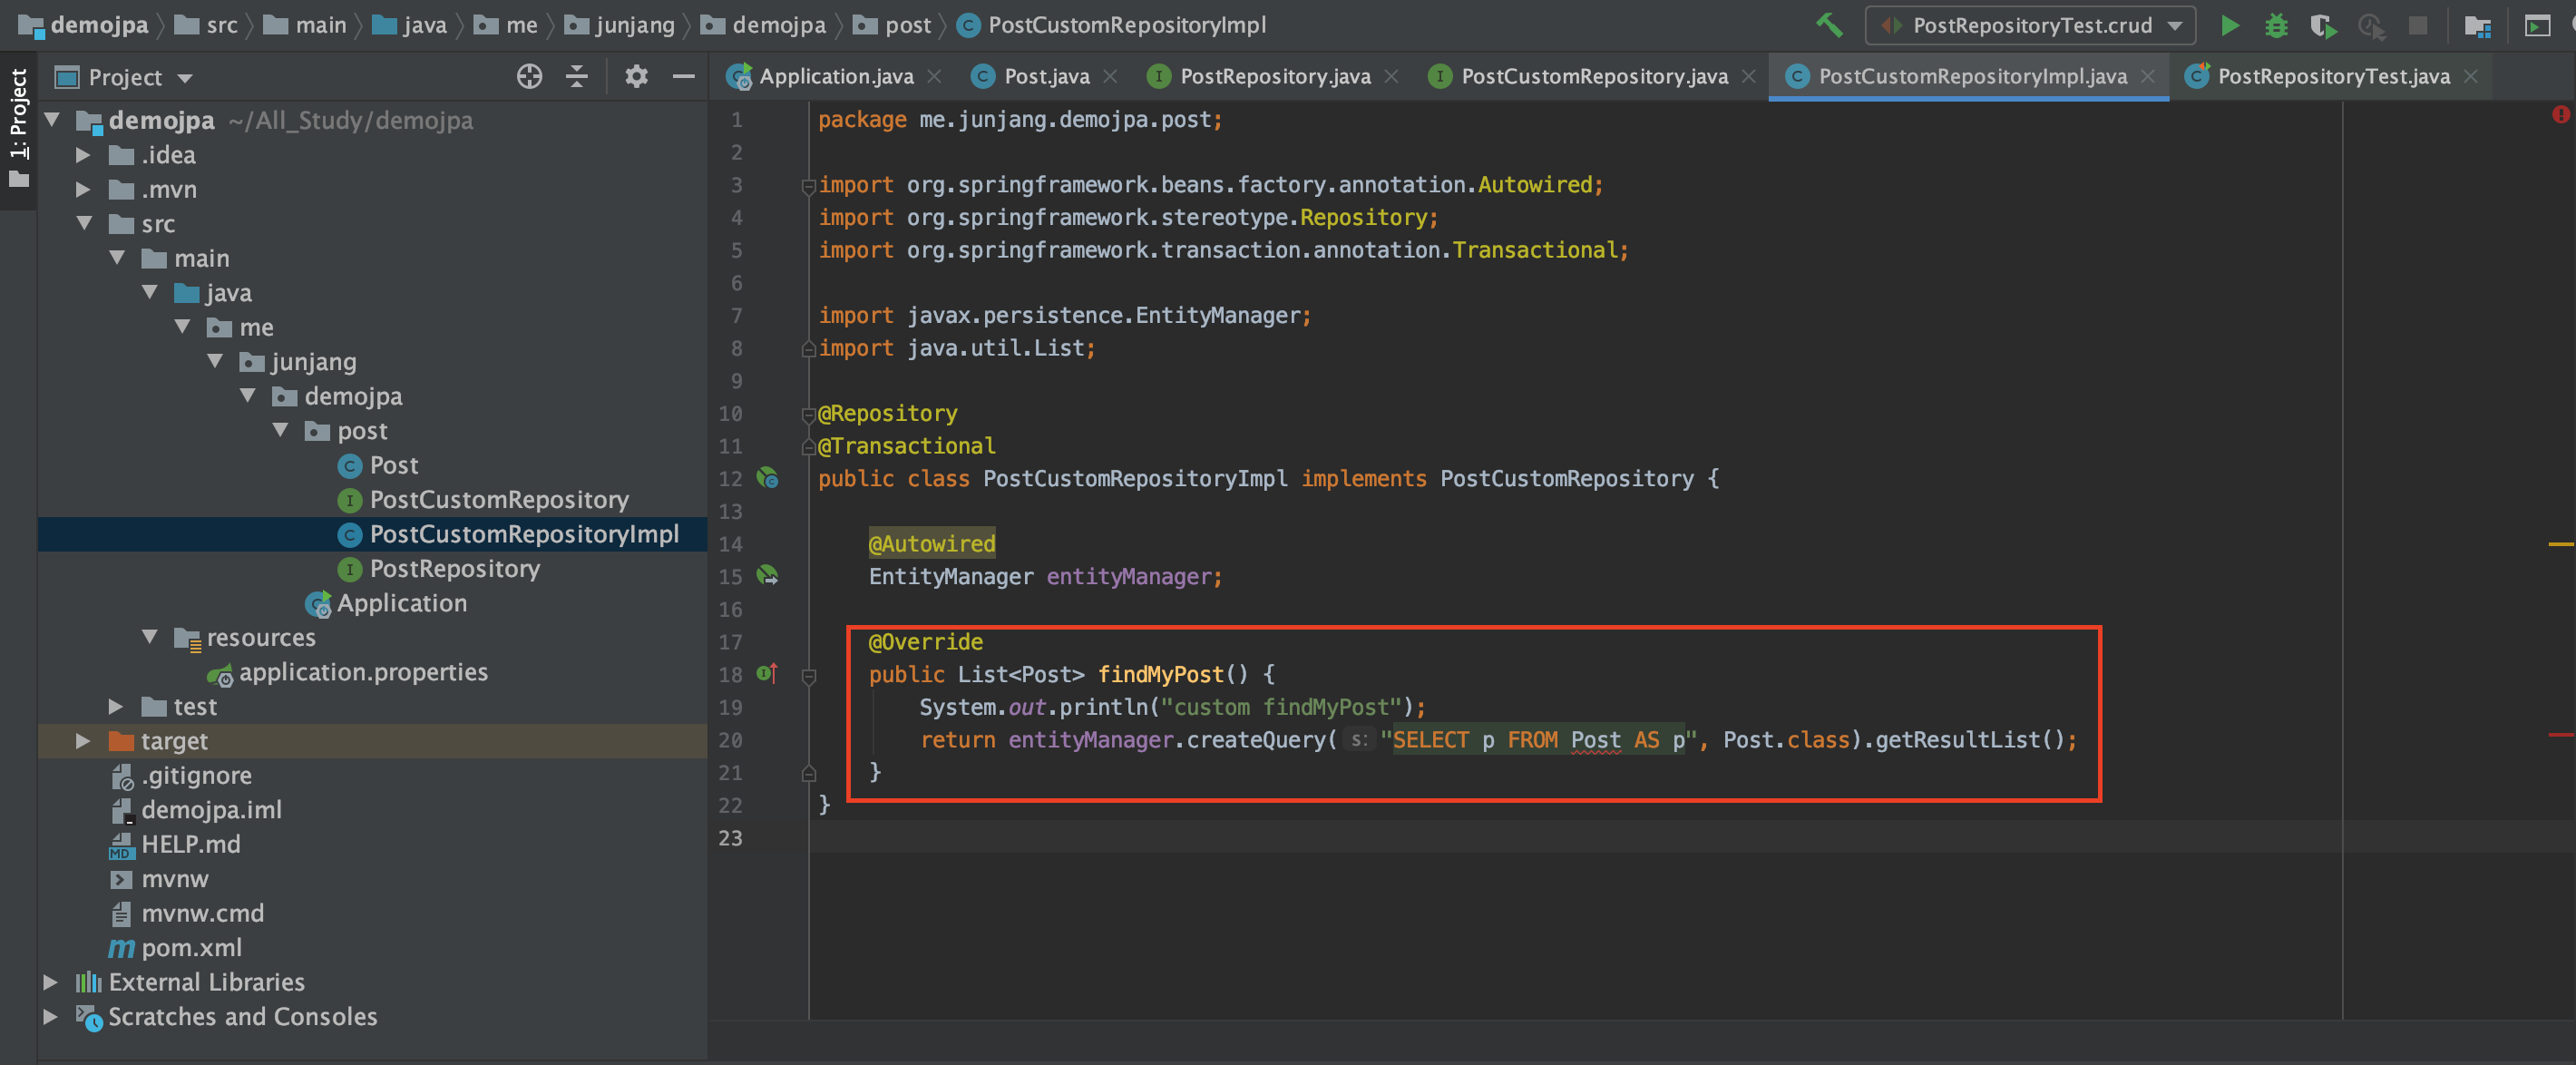 demojpa src main java me junjang demojpa post PostCustomRepositoryImpl
PostRepositoryTest.crud
1: Project
Project
Application.java PostRepository.java
Post.java
PostCustomRepository.java
PostCustomRepositoryImpl.java
PostRepositoryTest.java
demojpa ~/All_Study/demojpa
.idea
.mvn
src
main
java
me
junjang
demojpa
post
Post
PostCustomRepository
PostCustomRepositoryImpl
PostRepository
Application
resources
application.properties
test
target
.gitignore
demojpa.iml
HELP.md
mvnw
mvnw.cmd
pom.xml
External Libraries
Scratches and Consoles
1 package me.junjang.demojpa.post;
2
3 import org.springframework.beans.factory.annotation.Autowired;
4 import org.springframework.stereotype.Repository;
5 import org.springframework.transaction.annotation.Transactional;
6
7 import javax.persistence.EntityManager;
8 import java.util.List;
9
10 @Repository
11 @Transactional
12 public class PostCustomRepositoryImpl implements PostCustomRepository {
13
14 @Autowired
15 EntityManager entityManager;
16
17 @Override
18 public List<Post> findMyPost() {
19 System.out.println("custom findMyPost");
20 return entityManager.createQuery( s: "SELECT p FROM Post AS p", Post.class).getResultList();
21 }
22 }
23